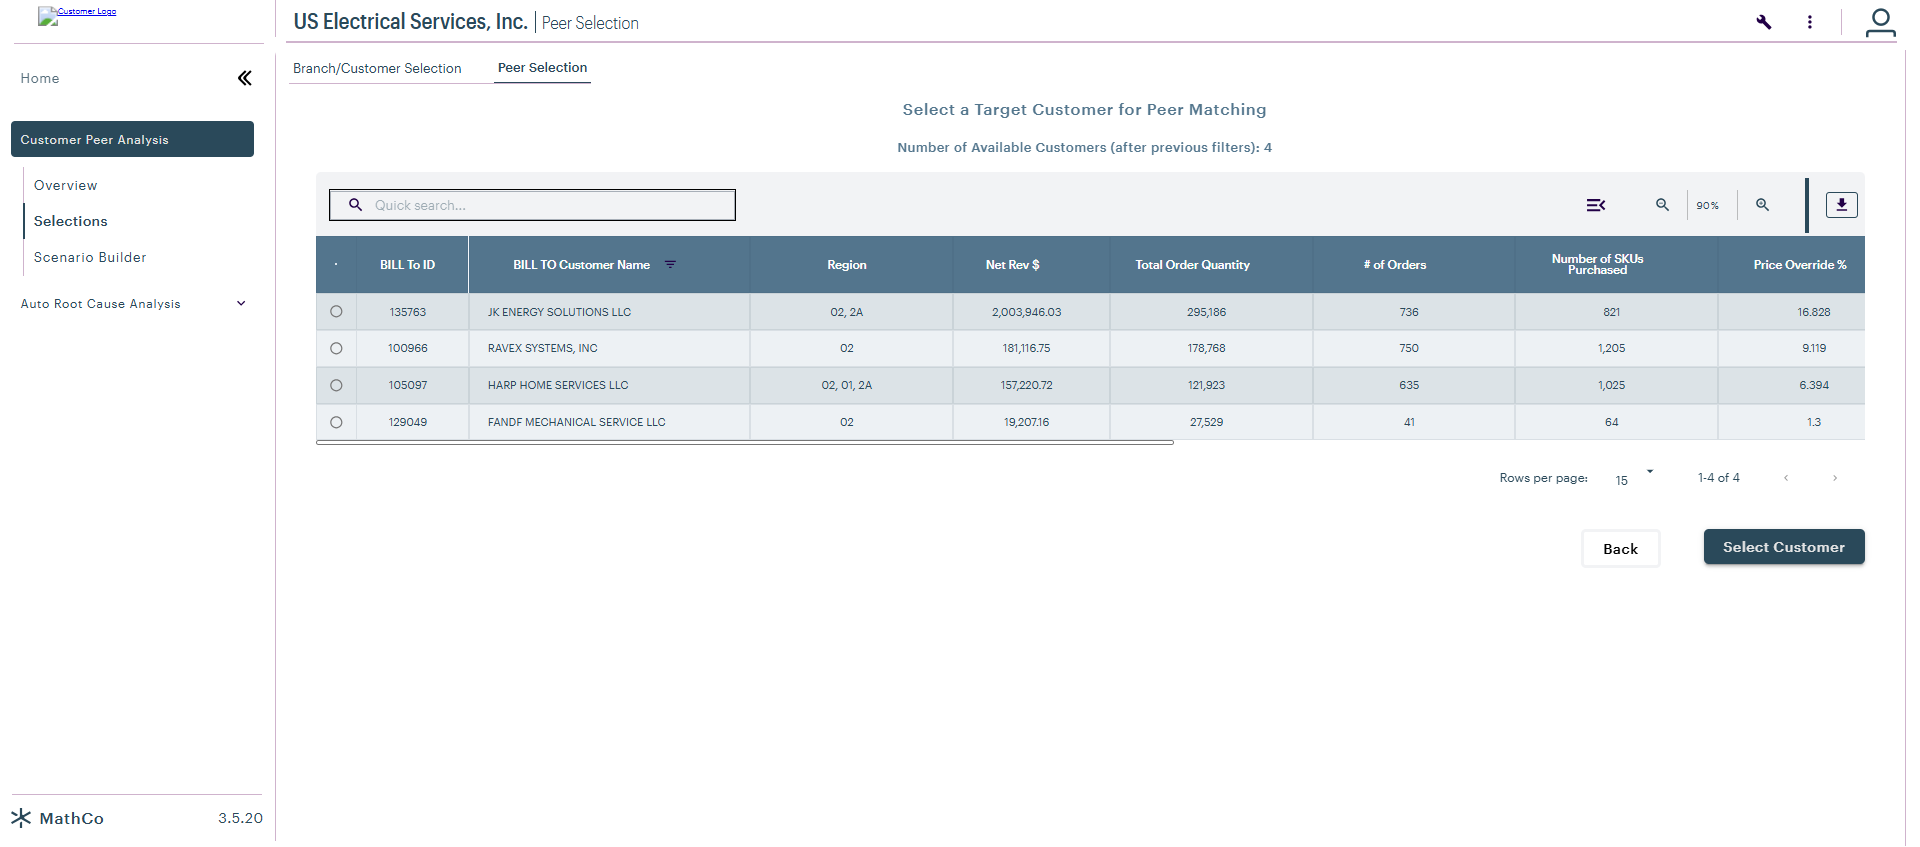 Customer Logo
US Electrical Services, Inc. | Peer Selection
Home
Branch/Customer Selection
Peer Selection
Select a Target Customer for Peer Matching
Customer Peer Analysis
Number of Available Customers (after previous filters): 4
Overview
Selections
Scenario Builder
Auto Root Cause Analysis
Quick search...
90%
BILL To ID BILL TO Customer Name Region Net Rev $ Total Order Quantity # of Orders Number of SKUs Purchased Price Override %
135763 JK ENERGY SOLUTIONS LLC 02, 2A 2,003,946.03 295,186 736 821 16.828
100966 RAVEX SYSTEMS, INC 02 181,116.75 178,768 750 1,205 9.119
105097 HARP HOME SERVICES LLC 02, 01, 2A 157,220.72 121,923 635 1,025 6.394
129049 FANDF MECHANICAL SERVICE LLC 02 19,207.16 27,529 41 64 1.3
Rows per page: 15 1-4 of 4
Back
Select Customer
MathCo 3.5.20